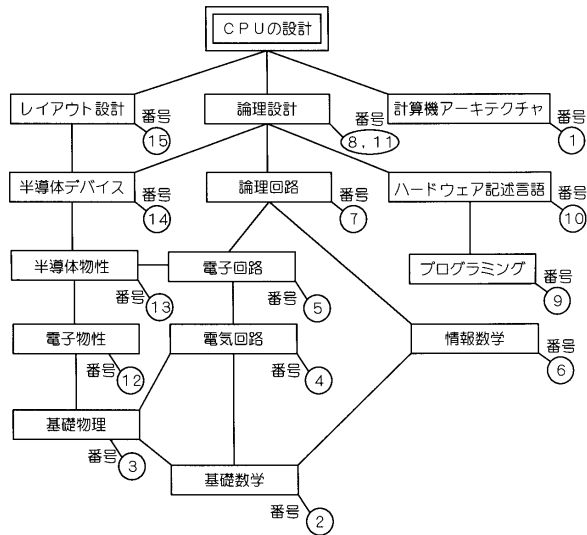 CPUの設計
レイアウト設計
番号
15
論理設計
番号
8,11
計算機アーキテクチャ
番号
1
半導体デバイス
番号
14
論理回路
番号
7
ハードウェア記述言語
番号
10
半導体物性
番号
13
電子回路
番号
5
プログラミング
番号
9
電子物性
番号
12
電気回路
番号
4
情報数学
番号
6
基礎物理
番号
3
基礎数学
番号
2